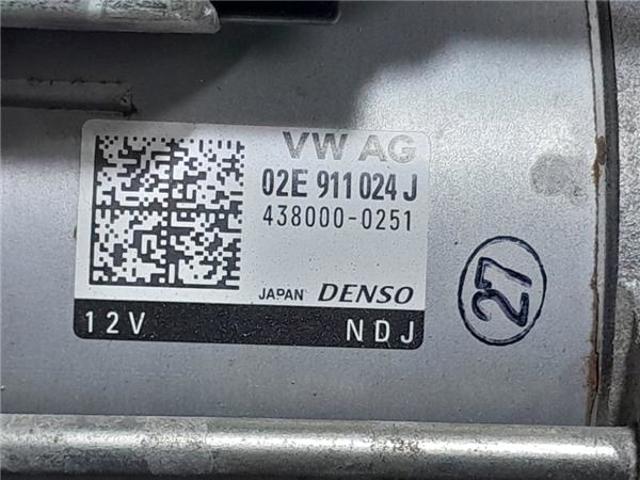 VW AG
02E 911 024 J
438000-0251
JAPAN DENSO
12V NDJ
27